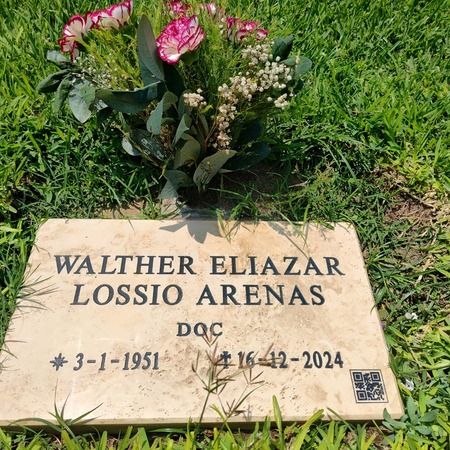 WALTHER ELIAZAR
LOSSIO ARENAS
DOC
3-1-1951 16-12-2024